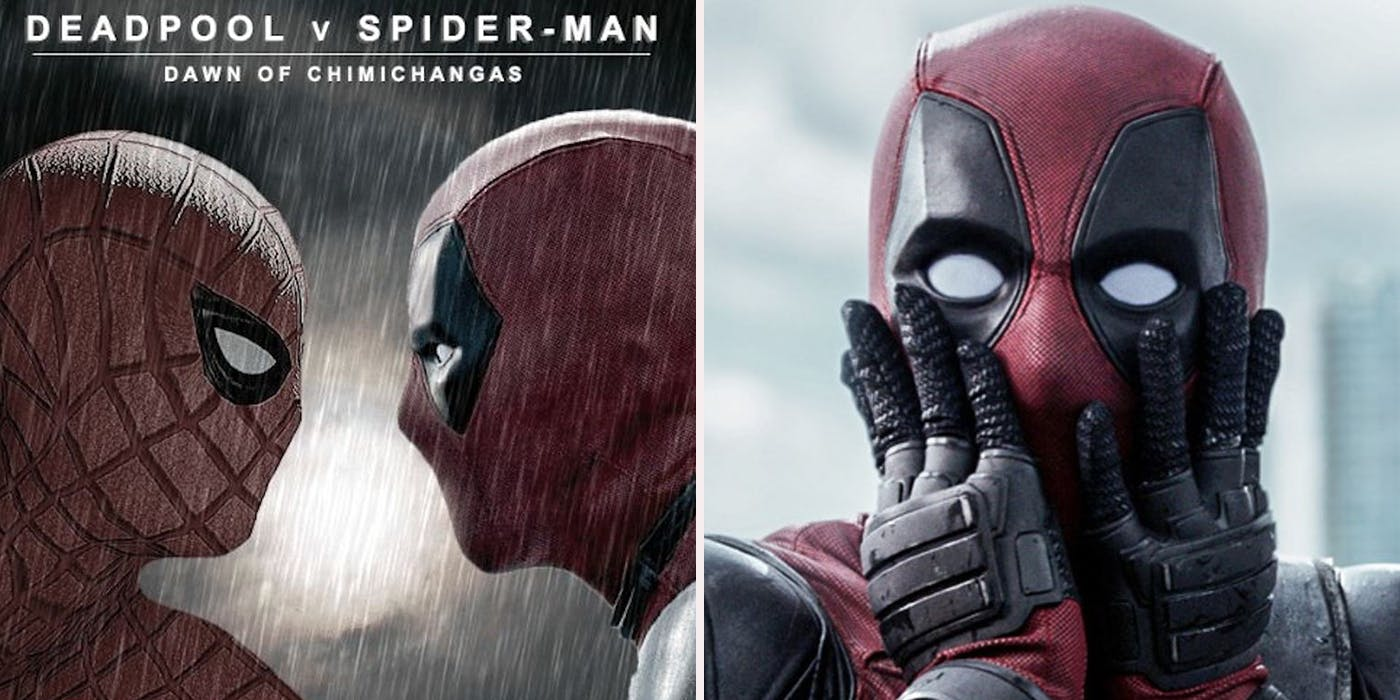 DEADPOOL v SPIDER-MAN
DAWN OF CHIMICHANGAS